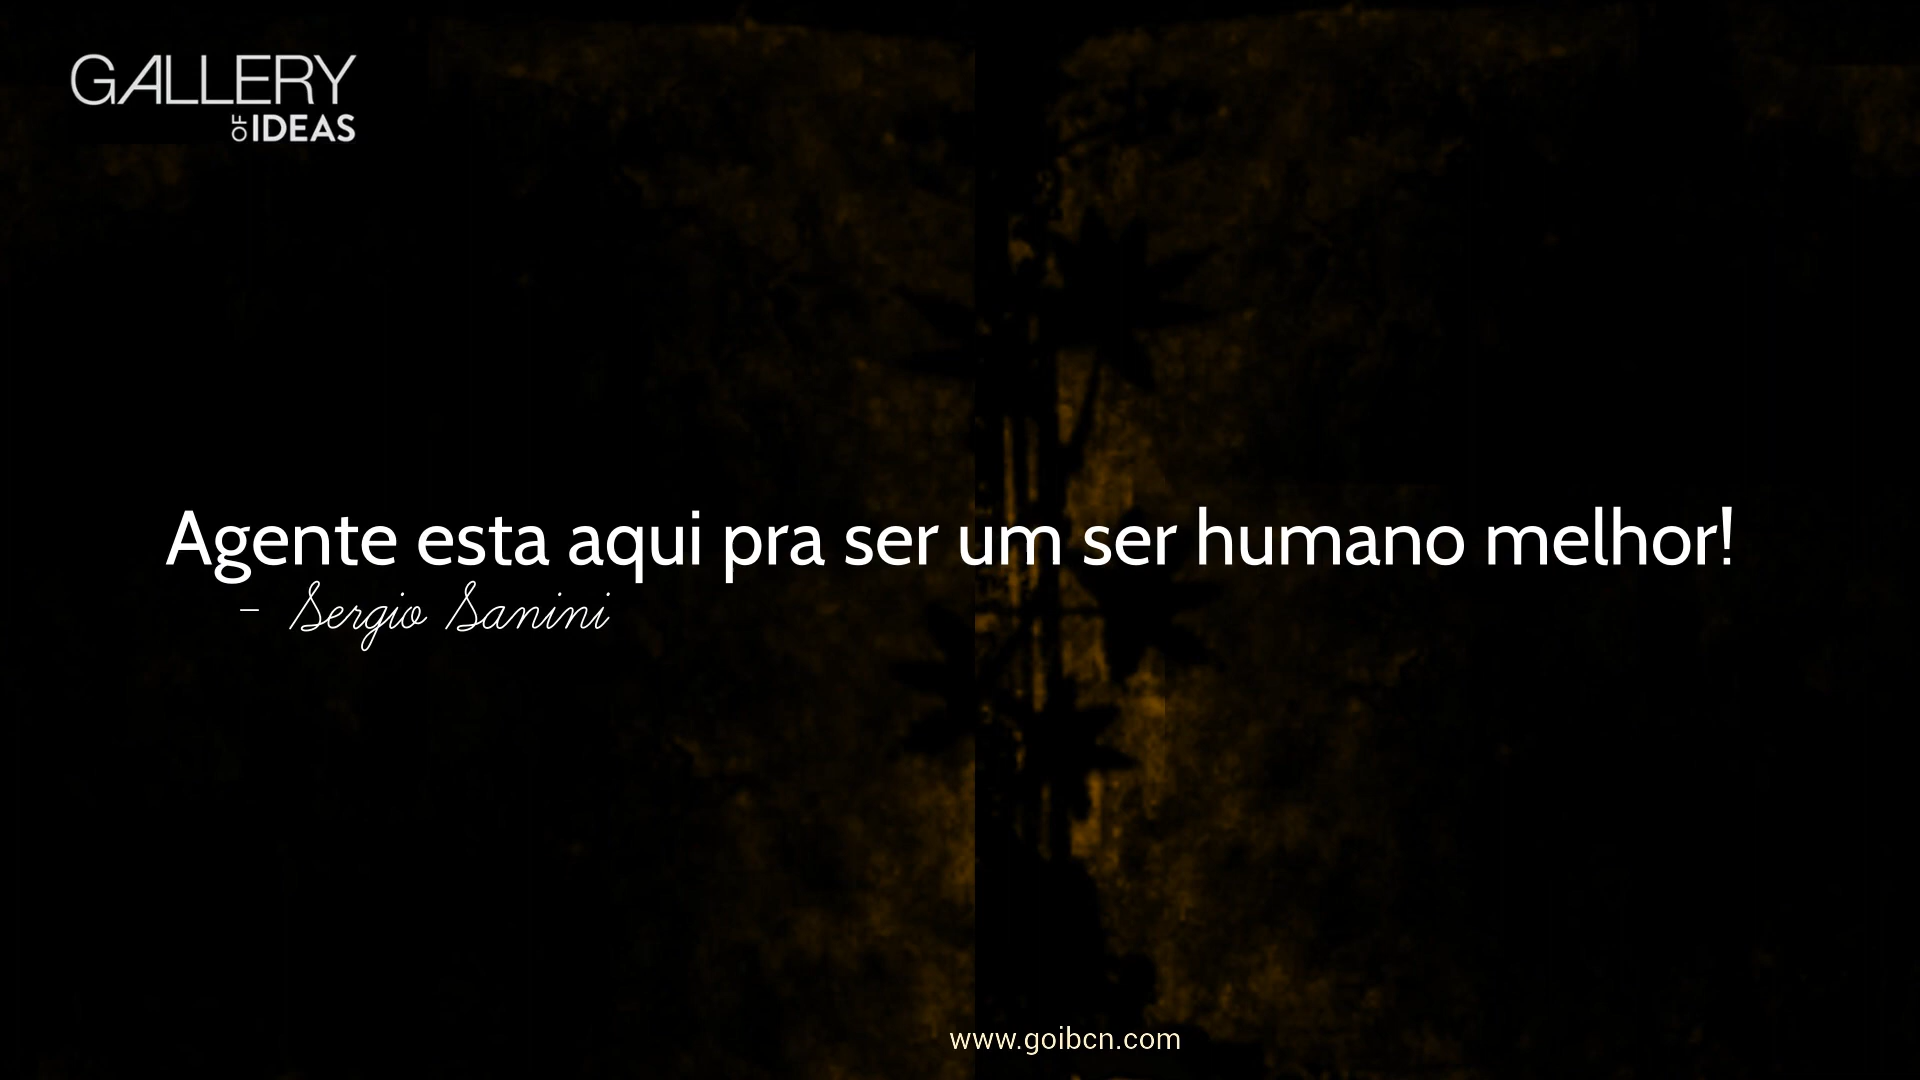 GALLERY
OF IDEAS
Agente esta aqui pra ser um ser humano melhor!
– Sergio Sanini
www.goibcn.com